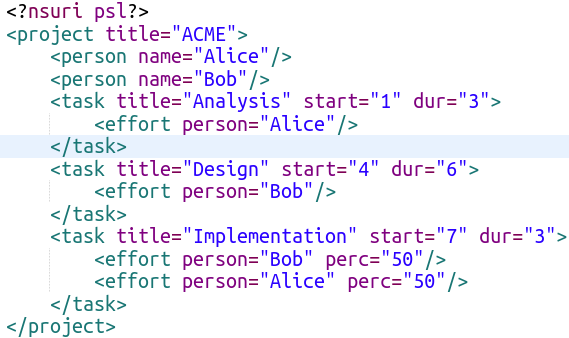 <?nsuri psl?>
<project title="ACME">
    <person name="Alice"/>
    <person name="Bob"/>
    <task title="Analysis" start="1" dur="3">
        <effort person="Alice"/>
    </task>
    <task title="Design" start="4" dur="6">
        <effort person="Bob"/>
    </task>
    <task title="Implementation" start="7" dur="3">
        <effort person="Bob" perc="50"/>
        <effort person="Alice" perc="50"/>
    </task>
</project>